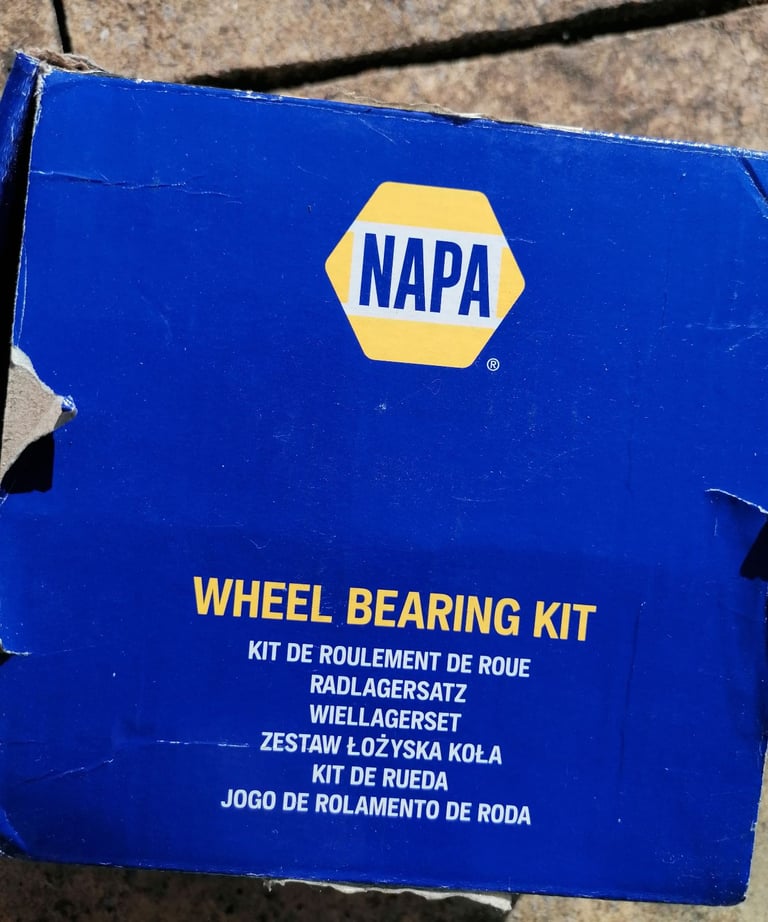 NAPA
®
WHEEL BEARING KIT
KIT DE ROULEMENT DE ROUE
RADLAGERSATZ
WIELLAGERSET
ZESTAW ŁOŻYSKA KOŁA
KIT DE RUEDA
JOGO DE ROLAMENTO DE RODA